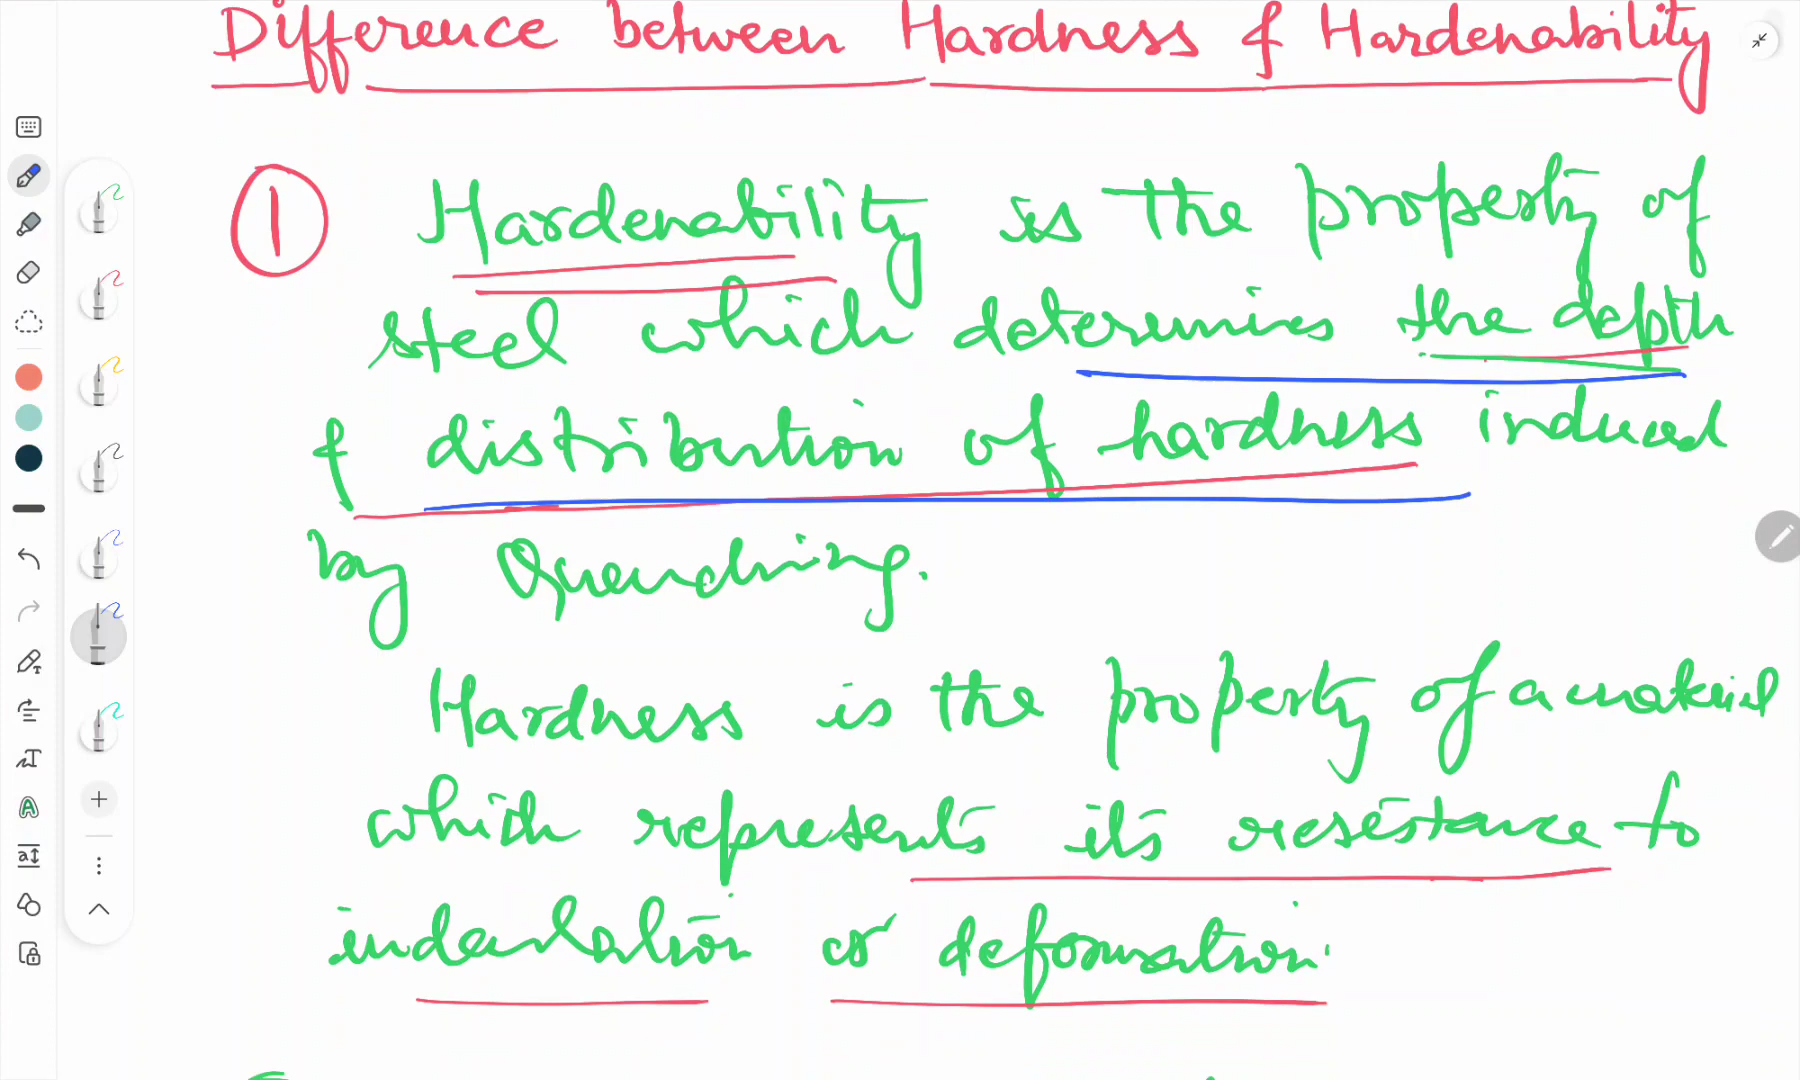 Difference between Hardness & Hardenability
1 Hardenability is the property of
steel which determines the depth
& distribution of hardness induced
by Quenching.
Hardness is the property of a material
which represents its resistance to
indentation or deformation.